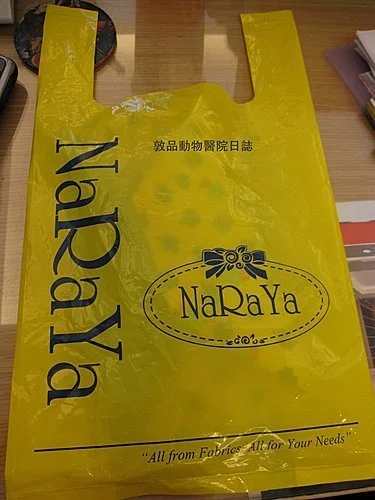 敦品動物醫院日誌
NaRaYa
NaRaYa
"All from Fabrics. All for Your Needs"